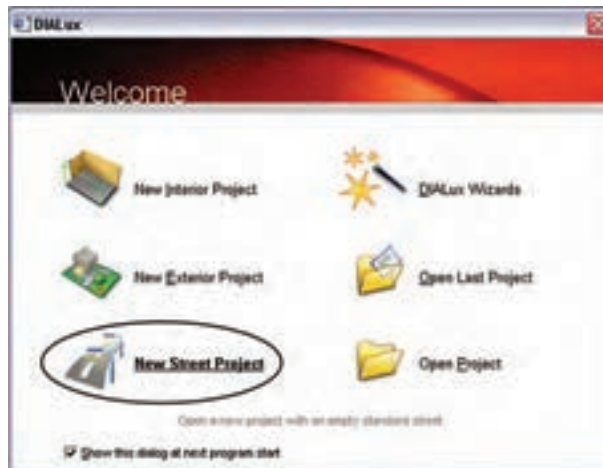 DIALux
Welcome
New Interior Project
DIALux Wizards
New Exterior Project
Open Last Project
New Street Project
Open Project
Open a new project with an empty standard street
Show this dialog at next program start